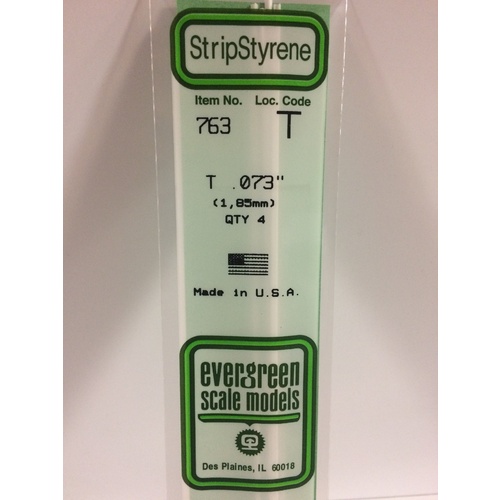 StripStyrene
Item No. Loc. Code
763 T
T .073"
(1,85mm)
QTY 4
Made in U.S.A.
evergreen
scale models
Des Plaines, IL 60018